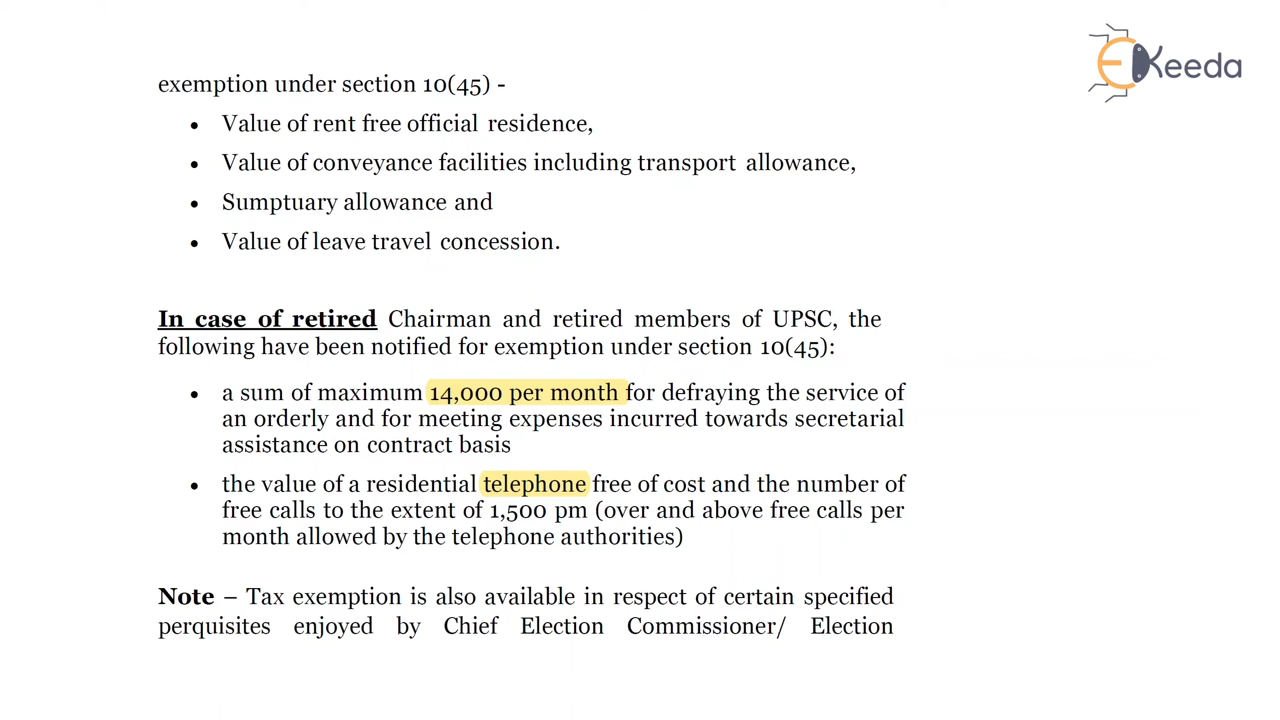 EKeeda
exemption under section 10(45) -
• Value of rent free official residence,
• Value of conveyance facilities including transport allowance,
• Sumptuary allowance and
• Value of leave travel concession.
In case of retired Chairman and retired members of UPSC, the
following have been notified for exemption under section 10(45):
• a sum of maximum 14,000 per month for defraying the service of
an orderly and for meeting expenses incurred towards secretarial
assistance on contract basis
• the value of a residential telephone free of cost and the number of
free calls to the extent of 1,500 pm (over and above free calls per
month allowed by the telephone authorities)
Note – Tax exemption is also available in respect of certain specified
perquisites enjoyed by Chief Election Commissioner/ Election